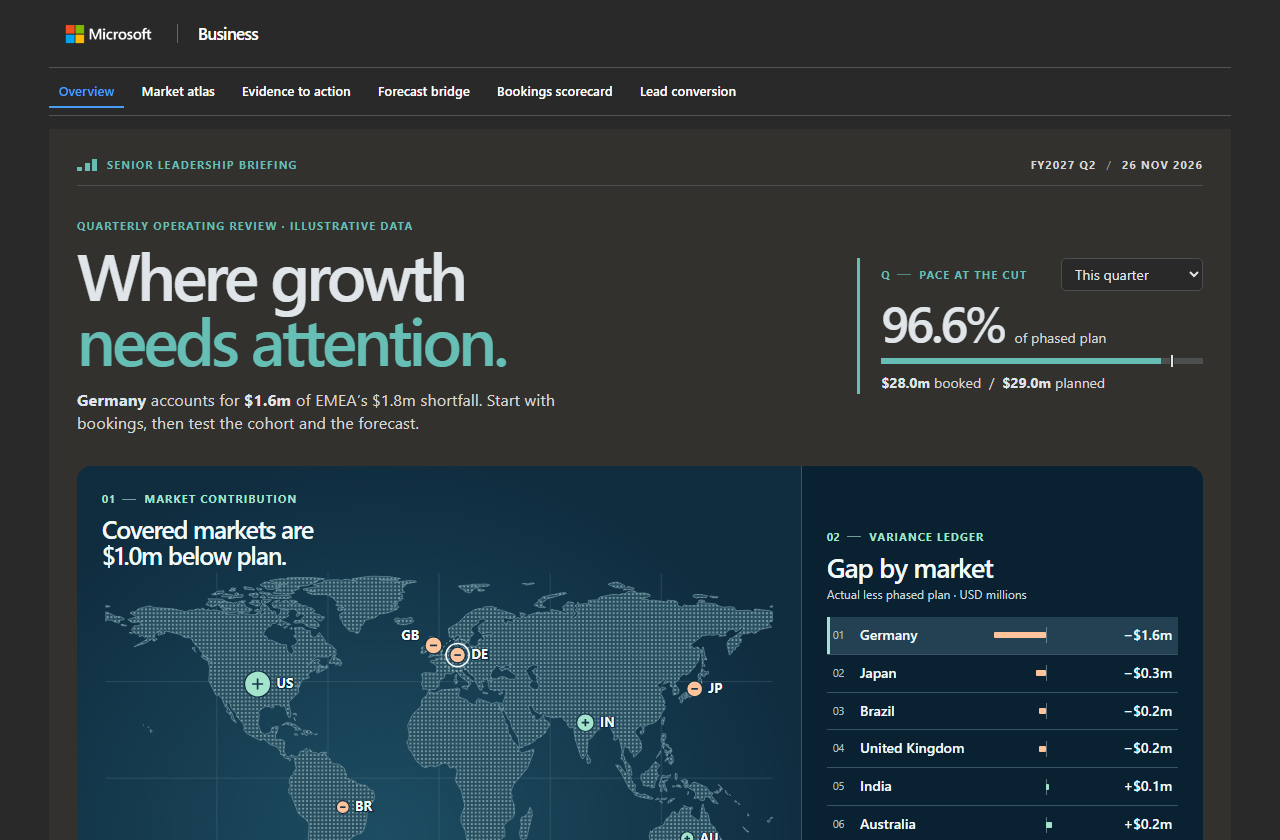 Microsoft
Business
Overview
Market atlas
Evidence to action
Forecast bridge
Bookings scorecard
Lead conversion
SENIOR LEADERSHIP BRIEFING
FY2027 Q2 / 26 NOV 2026
QUARTERLY OPERATING REVIEW · ILLUSTRATIVE DATA
Where growth
needs attention.
Germany accounts for $1.6m of EMEA’s $1.8m shortfall. Start with
bookings, then test the cohort and the forecast.
Q — PACE AT THE CUT
This quarter
96.6% of phased plan
$28.0m booked / $29.0m planned
01 — MARKET CONTRIBUTION
Covered markets are
$1.0m below plan.
GB
DE
US
JP
IN
BR
AU
02 — VARIANCE LEDGER
Gap by market
Actual less phased plan · USD millions
01 Germany −$1.6m
02 Japan −$0.3m
03 Brazil −$0.2m
04 United Kingdom −$0.2m
05 India +$0.1m
06 Australia +$0.2m